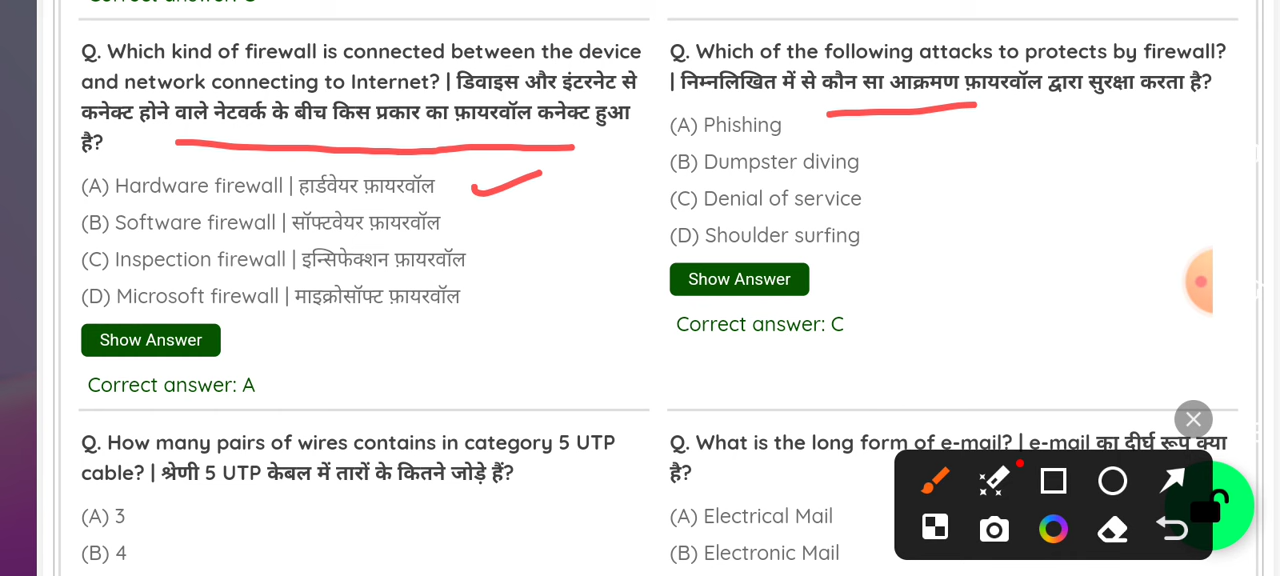 Q. Which kind of firewall is connected between the device
and network connecting to Internet? | डिवाइस और इंटरनेट से
कनेक्ट होने वाले नेटवर्क के बीच किस प्रकार का फ़ायरवॉल कनेक्ट हुआ
है?
(A) Hardware firewall | हार्डवेयर फ़ायरवॉल
(B) Software firewall | सॉफ्टवेयर फ़ायरवॉल
(C) Inspection firewall | इन्सिफेक्शन फ़ायरवॉल
(D) Microsoft firewall | माइक्रोसॉफ्ट फ़ायरवॉल
Show Answer
Correct answer: A
Q. Which of the following attacks to protects by firewall?
| निम्नलिखित में से कौन सा आक्रमण फ़ायरवॉल द्वारा सुरक्षा करता है?
(A) Phishing
(B) Dumpster diving
(C) Denial of service
(D) Shoulder surfing
Show Answer
Correct answer: C
Q. How many pairs of wires contains in category 5 UTP
cable? | श्रेणी 5 UTP केबल में तारों के कितने जोड़े हैं?
(A) 3
(B) 4
Q. What is the long form of e-mail? | e-mail का दीर्घ रूप क्या
है?
(A) Electrical Mail
(B) Electronic Mail